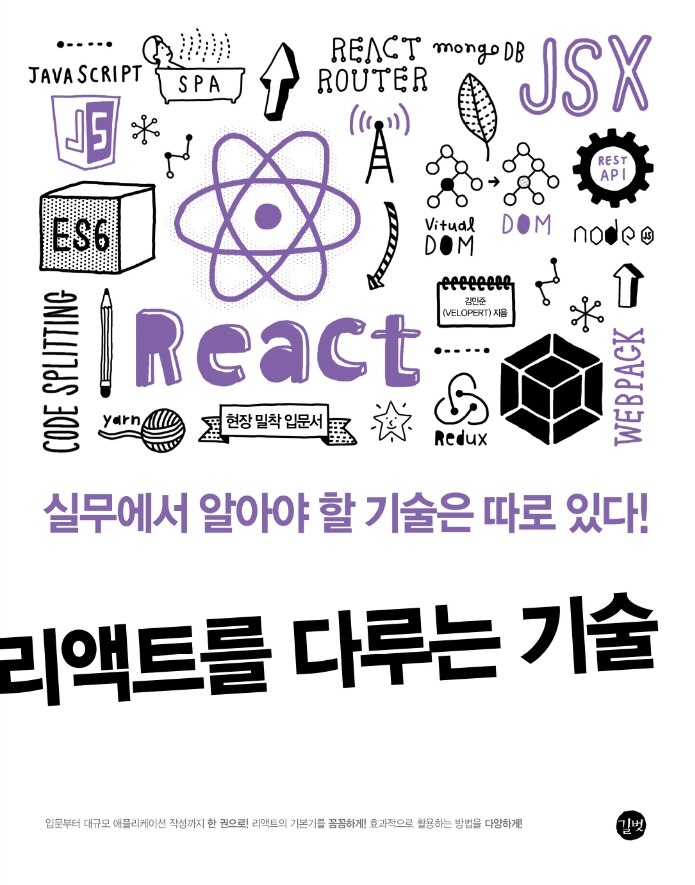 JAVASCRIPT
SPA
REACT
ROUTER
mongoDB
JSX
JS
REST
API
ES6
Vitual
DOM
DOM
node
JS
김민준
(VELOPERT) 지음
React
CODE SPLITTING
yarn
현장 밀착 입문서
Redux
WEBPACK
실무에서 알아야 할 기술은 따로 있다!
리액트를 다루는 기술
입문부터 대규모 애플리케이션 작성까지 한 권으로! 리액트의 기본기를 꼼꼼하게! 효과적으로 활용하는 방법을 다양하게!
길벗